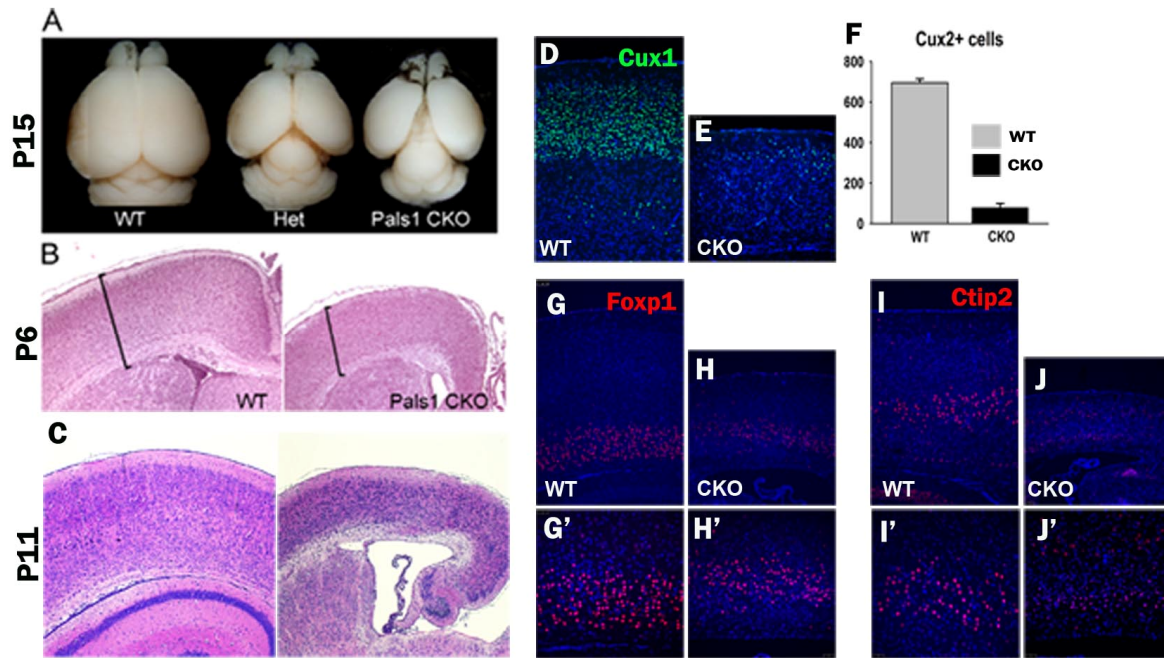 A
P15
WT
Het
Pals1 CKO
B
P6
WT
Pals1 CKO
C
P11
D
Cux1
WT
E
CKO
F
Cux2+ cells
800
600
400
200
0
WT
CKO
WT
CKO
G
Foxp1
WT
H
CKO
I
Ctip2
WT
J
CKO
G’
H’
I’
J’